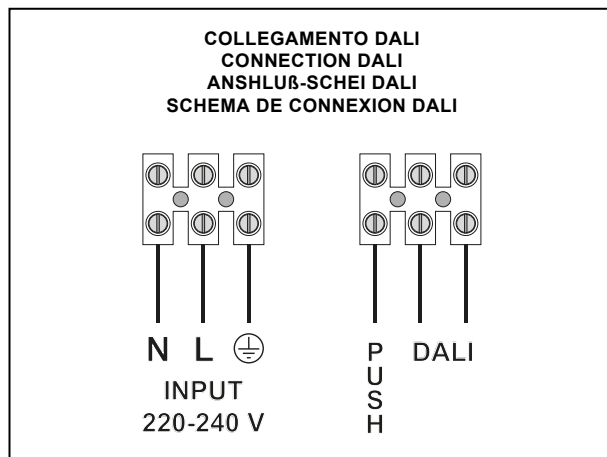 COLLEGAMENTO DALI
CONNECTION DALI
ANSHLUß-SCHEI DALI
SCHEMA DE CONNEXION DALI
N L
INPUT
220-240 V
PUSH
DALI